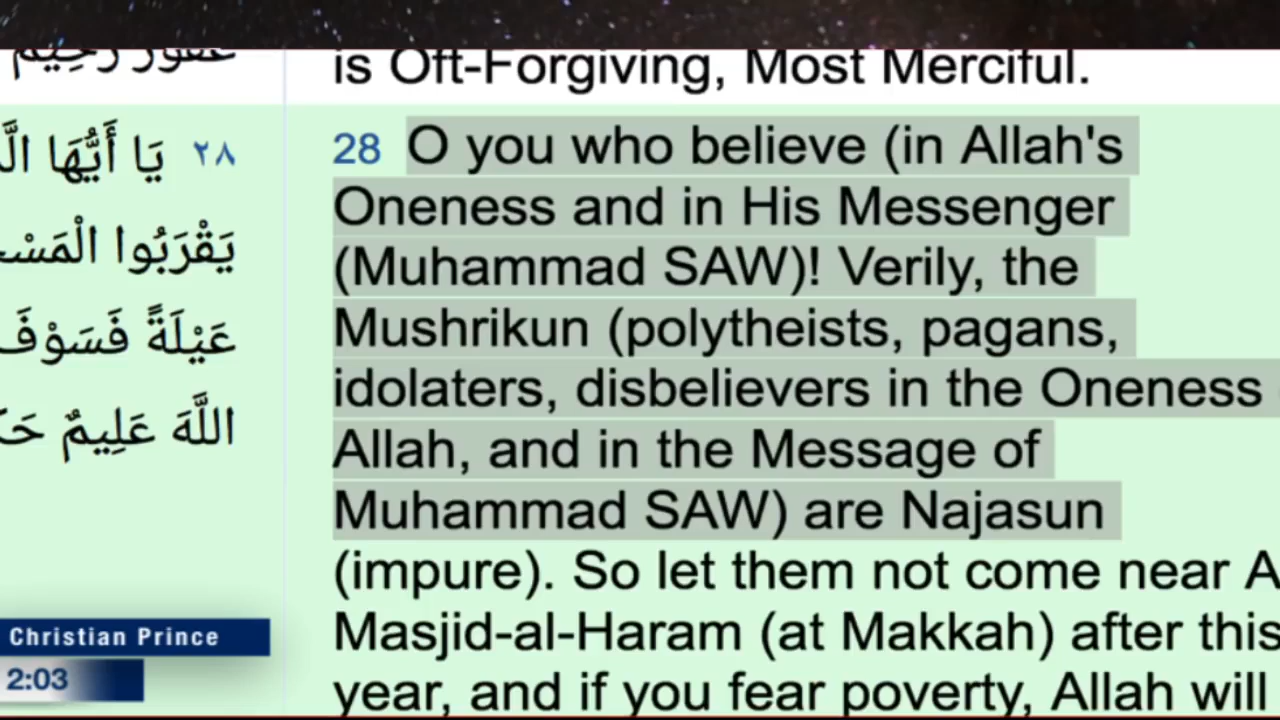 غفور رحيم
is Oft-Forgiving, Most Merciful.
٢٨ يَا أَيُّهَا
يَقْرَبُوا
عَيْلَةً فَسَوْفَ
اللَّهَ عَلِيمٌ
28 O you who believe (in Allah's
Oneness and in His Messenger
(Muhammad SAW)! Verily, the
Mushrikun (polytheists, pagans,
idolaters, disbelievers in the Oneness
Allah, and in the Message of
Muhammad SAW) are Najasun
(impure). So let them not come near A
Masjid-al-Haram (at Makkah) after this
year, and if you fear poverty, Allah will
Christian Prince
2:03